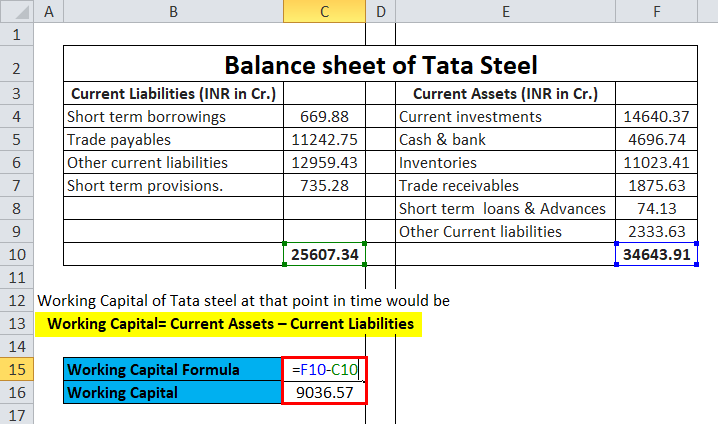 A B C D E F
1
2 Balance sheet of Tata Steel
3 Current Liabilities (INR in Cr.) Current Assets (INR in Cr.)
4 Short term borrowings 669.88 Current investments 14640.37
5 Trade payables 11242.75 Cash & bank 4696.74
6 Other current liabilities 12959.43 Inventories 11023.41
7 Short term provisions. 735.28 Trade receivables 1875.63
8 Short term loans & Advances 74.13
9 Other Current liabilities 2333.63
10 25607.34 34643.91
11
12 Working Capital of Tata steel at that point in time would be
13 Working Capital= Current Assets – Current Liabilities
14
15 Working Capital Formula =F10-C10
16 Working Capital 9036.57
17